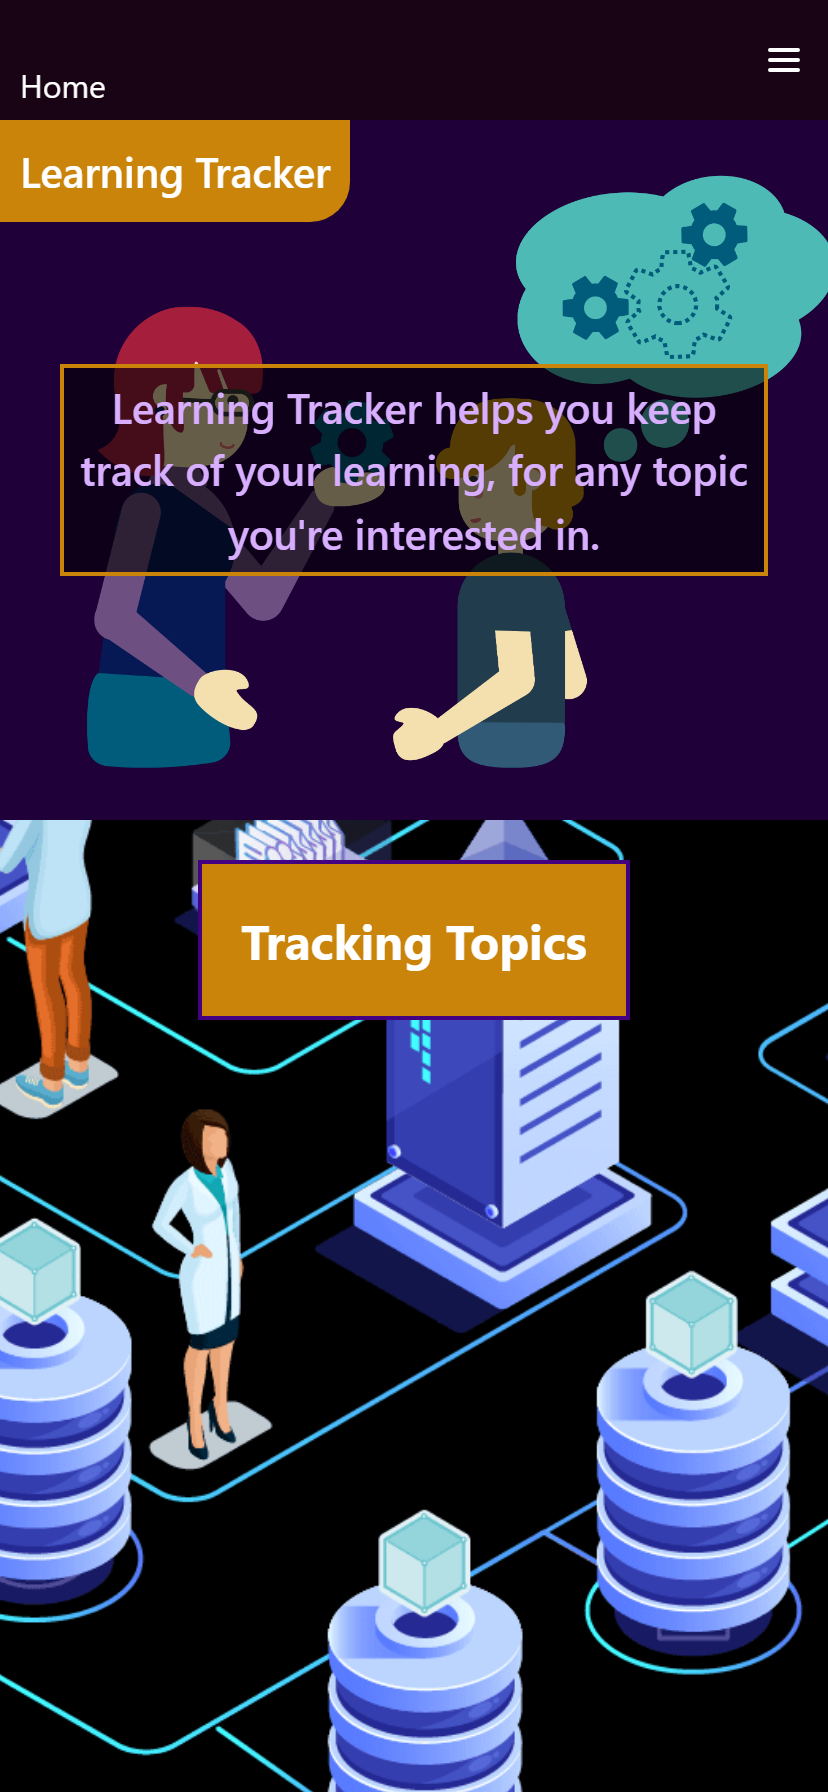 Home
Learning Tracker
Learning Tracker helps you keep
track of your learning, for any topic
you're interested in.
Tracking Topics